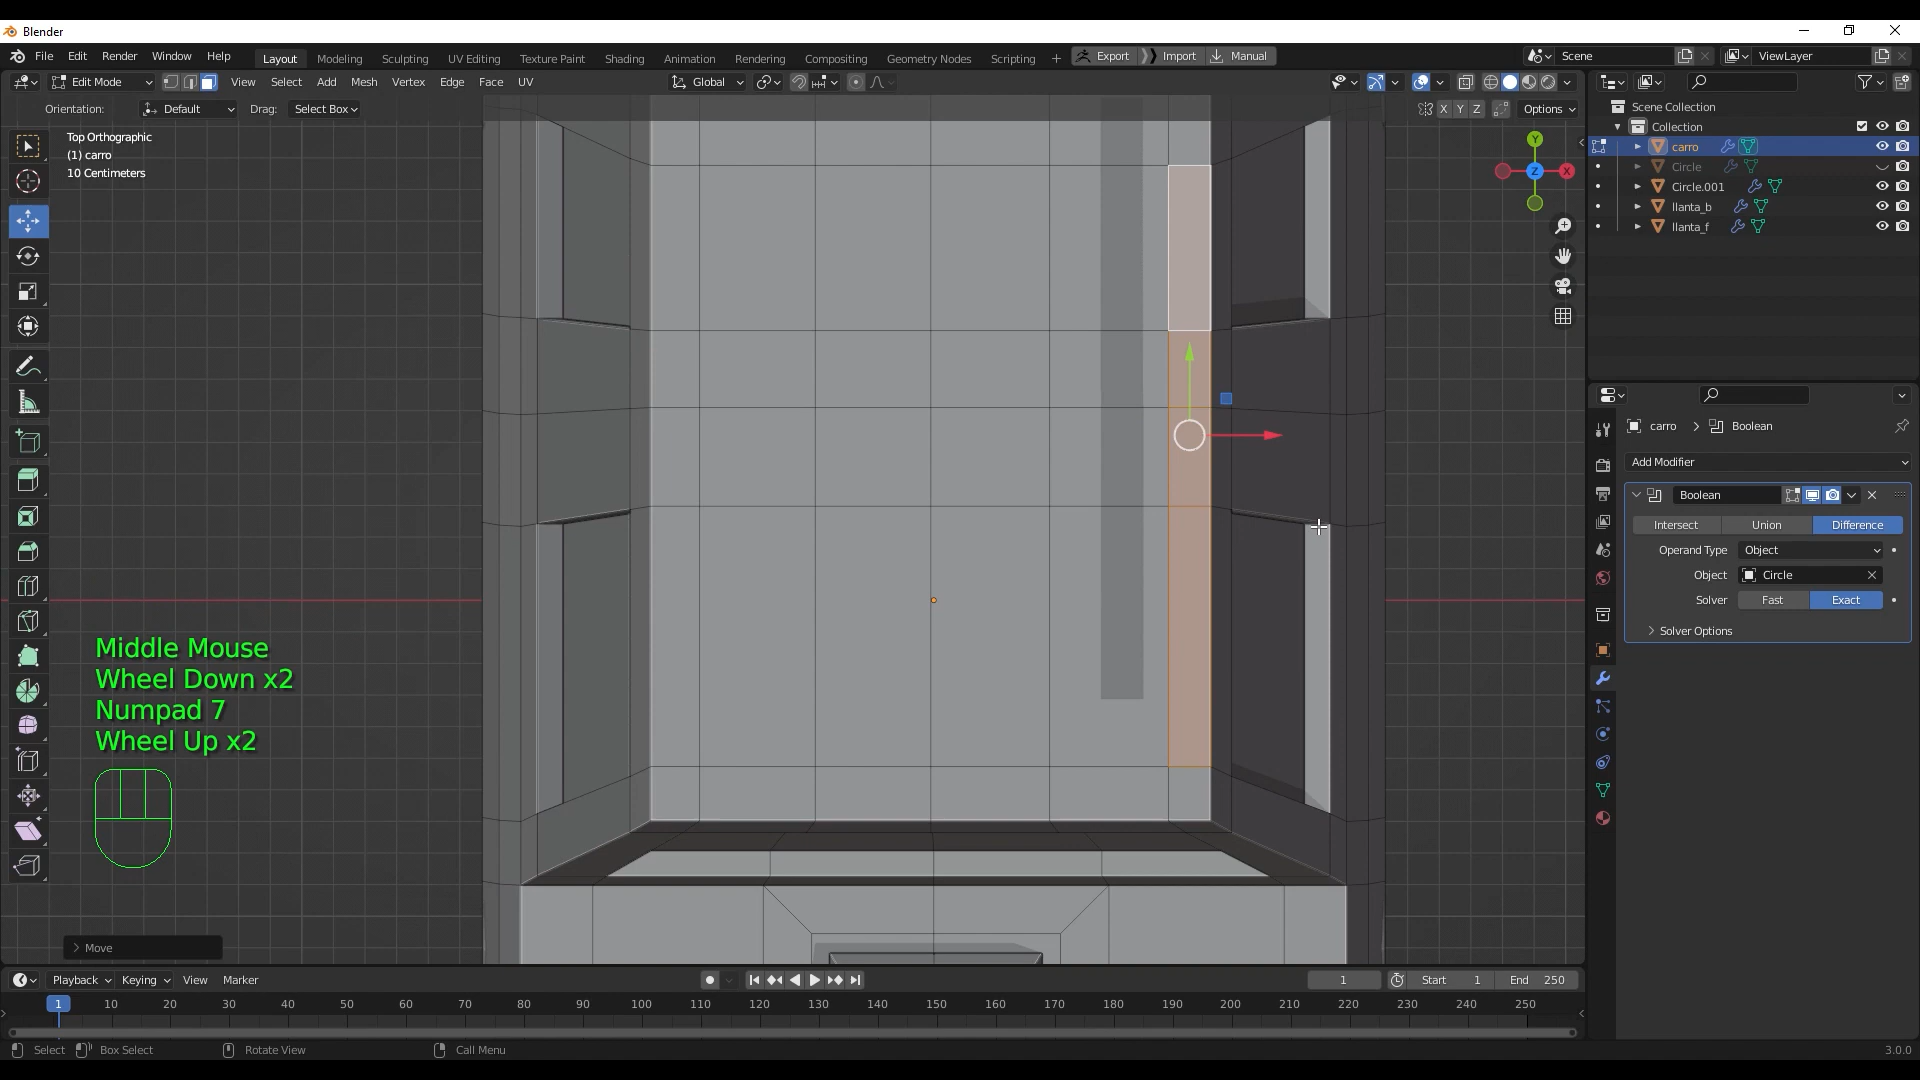 Blender
File Edit Render Window Help
Layout Modeling Sculpting UV Editing Texture Paint Shading Animation Rendering Compositing Geometry Nodes Scripting + Export Import Manual
Scene
ViewLayer
Edit Mode View Select Add Mesh Vertex Edge Face UV
Global
Orientation: Default Drag: Select Box
X Y Z Options
Top Orthographic
(1) carro
10 Centimeters
Y
Z
X
Scene Collection
Collection
carro
Circle
Circle.001
llanta_b
llanta_f
carro > Boolean
Add Modifier
Boolean
Intersect Union Difference
Operand Type Object
Object Circle
Solver Fast Exact
Solver Options
Middle Mouse
Wheel Down x2
Numpad 7
Wheel Up x2
Move
Playback Keying View Marker
1 Start 1 End 250
1 10 20 30 40 50 60 70 80 90 100 110 120 130 140 150 160 170 180 190 200 210 220 230 240 250
Select Box Select Rotate View Call Menu
3.0.0